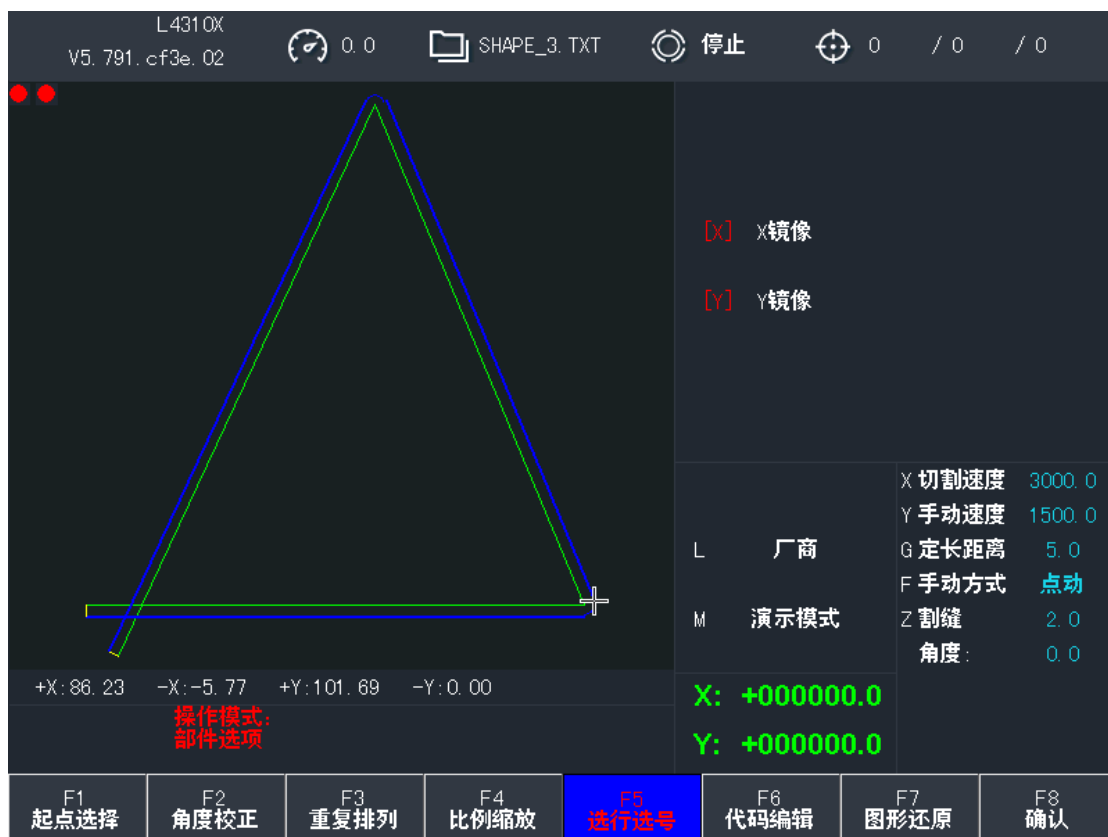 L4310X
V5.791.cf3e.02
0.0
SHAPE_3.TXT
停止
0 /0 /0
[X] X镜像
[Y] Y镜像
X 切割速度 3000.0
Y 手动速度 1500.0
L 厂商
G 定长距离 5.0
F 手动方式 点动
M 演示模式
Z 割缝 2.0
角度: 0.0
+X:86.23 -X:-5.77 +Y:101.69 -Y:0.00
操作模式:
部件选项
X: +000000.0
Y: +000000.0
F1
起点选择
F2
角度校正
F3
重复排列
F4
比例缩放
F5
选行选号
F6
代码编辑
F7
图形还原
F8
确认